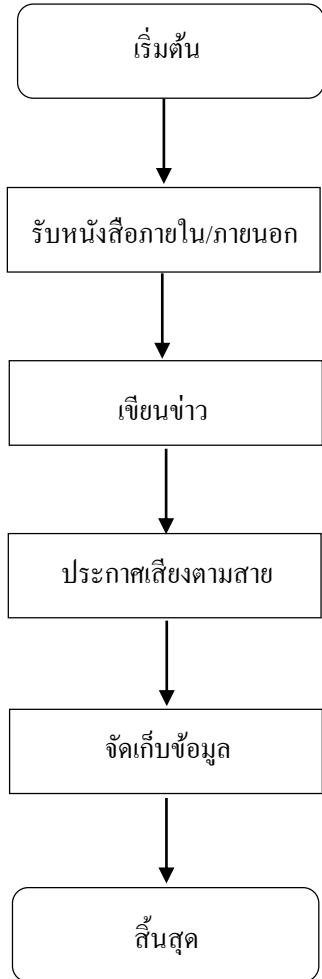 เริ่มต้น
รับหนังสือภายใน/ภายนอก
เขียนข่าว
ประกาศเสียงตามสาย
จัดเก็บข้อมูล
สิ้นสุด